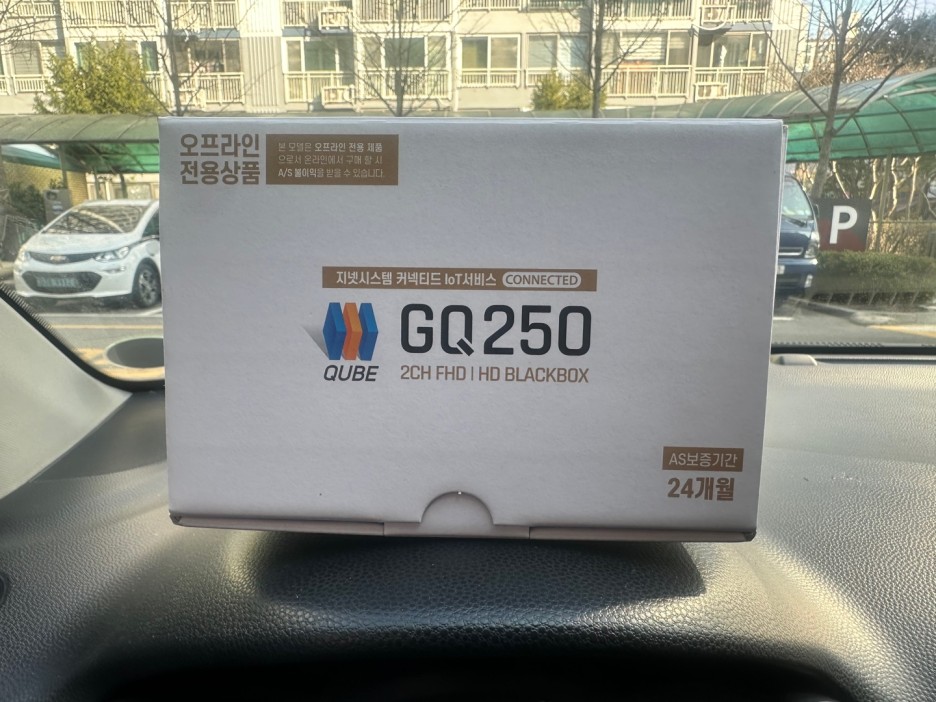 오프라인
전용상품
본 모델은 오프라인 전용 제품
으로서 온라인에서 구매 할 시
A/S 불이익을 받을 수 있습니다.
지넷시스템 커넥티드 IoT서비스 CONNECTED
QUBE
GQ250
2CH FHD | HD BLACKBOX
AS보증기간
24개월
P